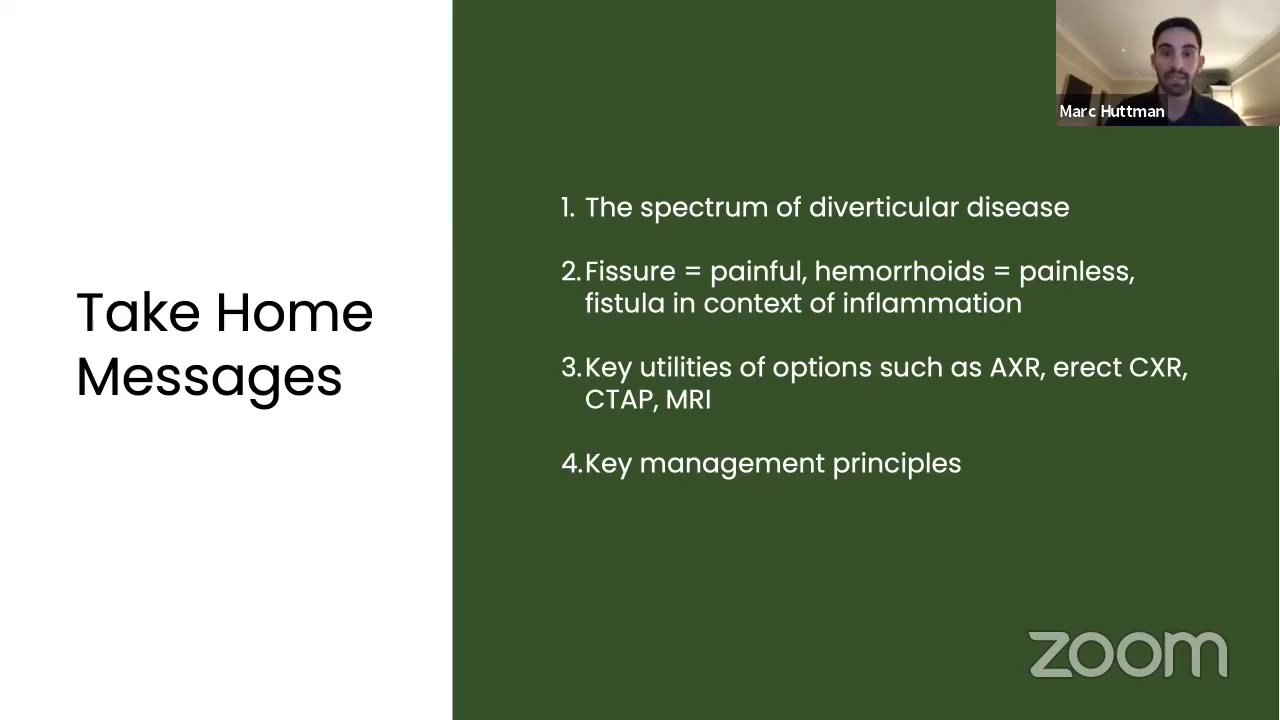 Marc Huttman
Take Home
Messages
1. The spectrum of diverticular disease
2. Fissure = painful, hemorrhoids = painless,
fistula in context of inflammation
3. Key utilities of options such as AXR, erect CXR,
CTAP, MRI
4. Key management principles
zoom